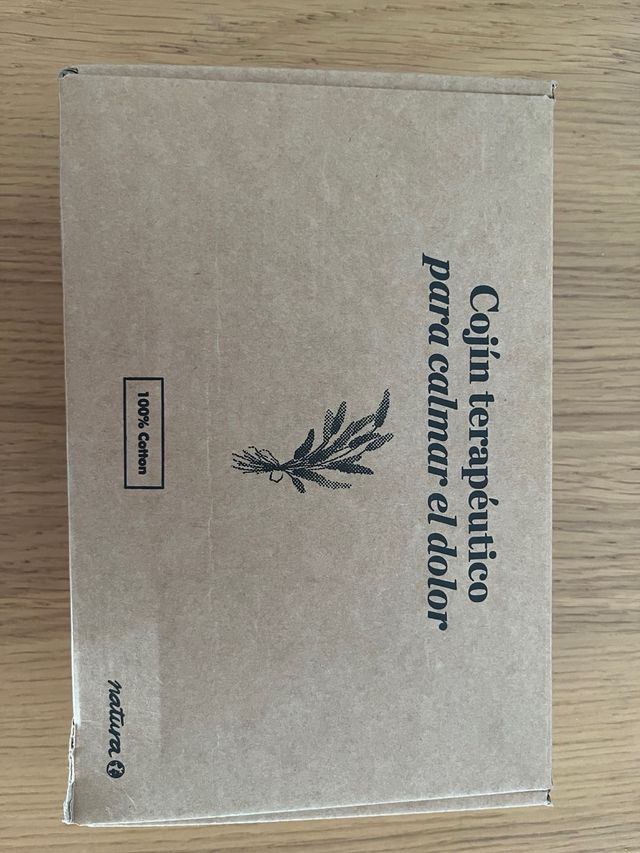 Cojín terapéutico
para calmar el dolor
100% Cotton
natura